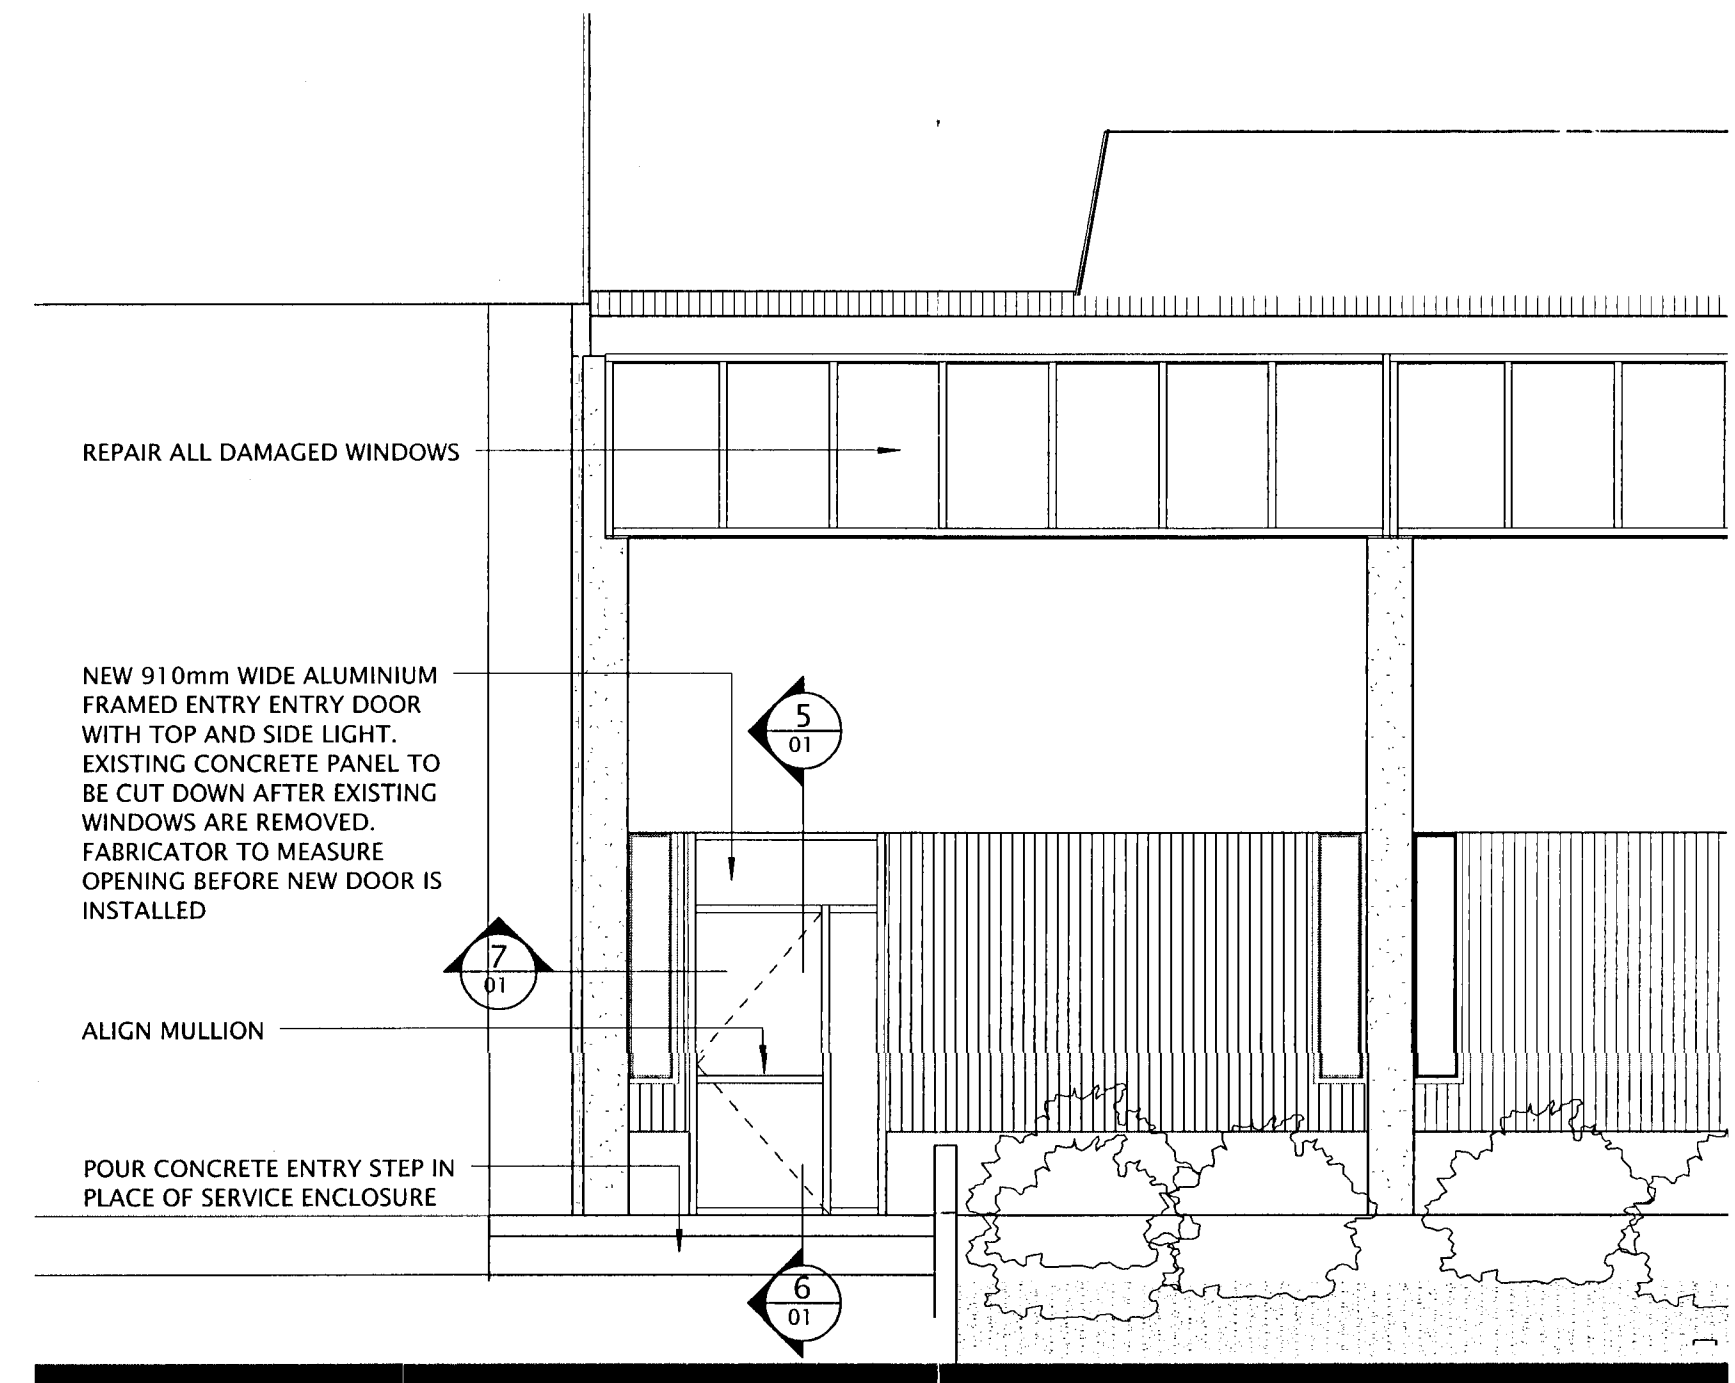 REPAIR ALL DAMAGED WINDOWS
NEW 910mm WIDE ALUMINIUM
FRAMED ENTRY ENTRY DOOR
WITH TOP AND SIDE LIGHT.
EXISTING CONCRETE PANEL TO
BE CUT DOWN AFTER EXISTING
WINDOWS ARE REMOVED.
FABRICATOR TO MEASURE
OPENING BEFORE NEW DOOR IS
INSTALLED
5
01
7
01
ALIGN MULLION
POUR CONCRETE ENTRY STEP IN
PLACE OF SERVICE ENCLOSURE
6
01